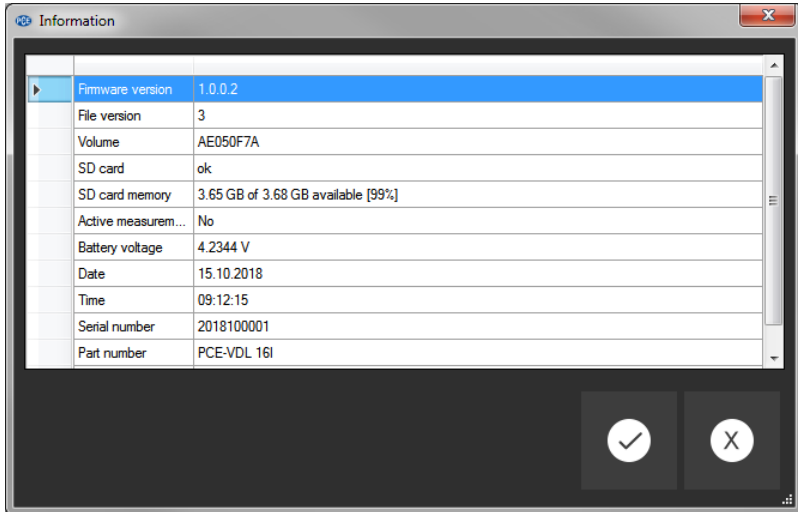 PCE Information X
Firmware version 1.0.0.2
File version 3
Volume AE050F7A
SD card ok
SD card memory 3.65 GB of 3.68 GB available [99%]
Active measurem... No
Battery voltage 4.2344 V
Date 15.10.2018
Time 09:12:15
Serial number 2018100001
Part number PCE-VDL 16I
X